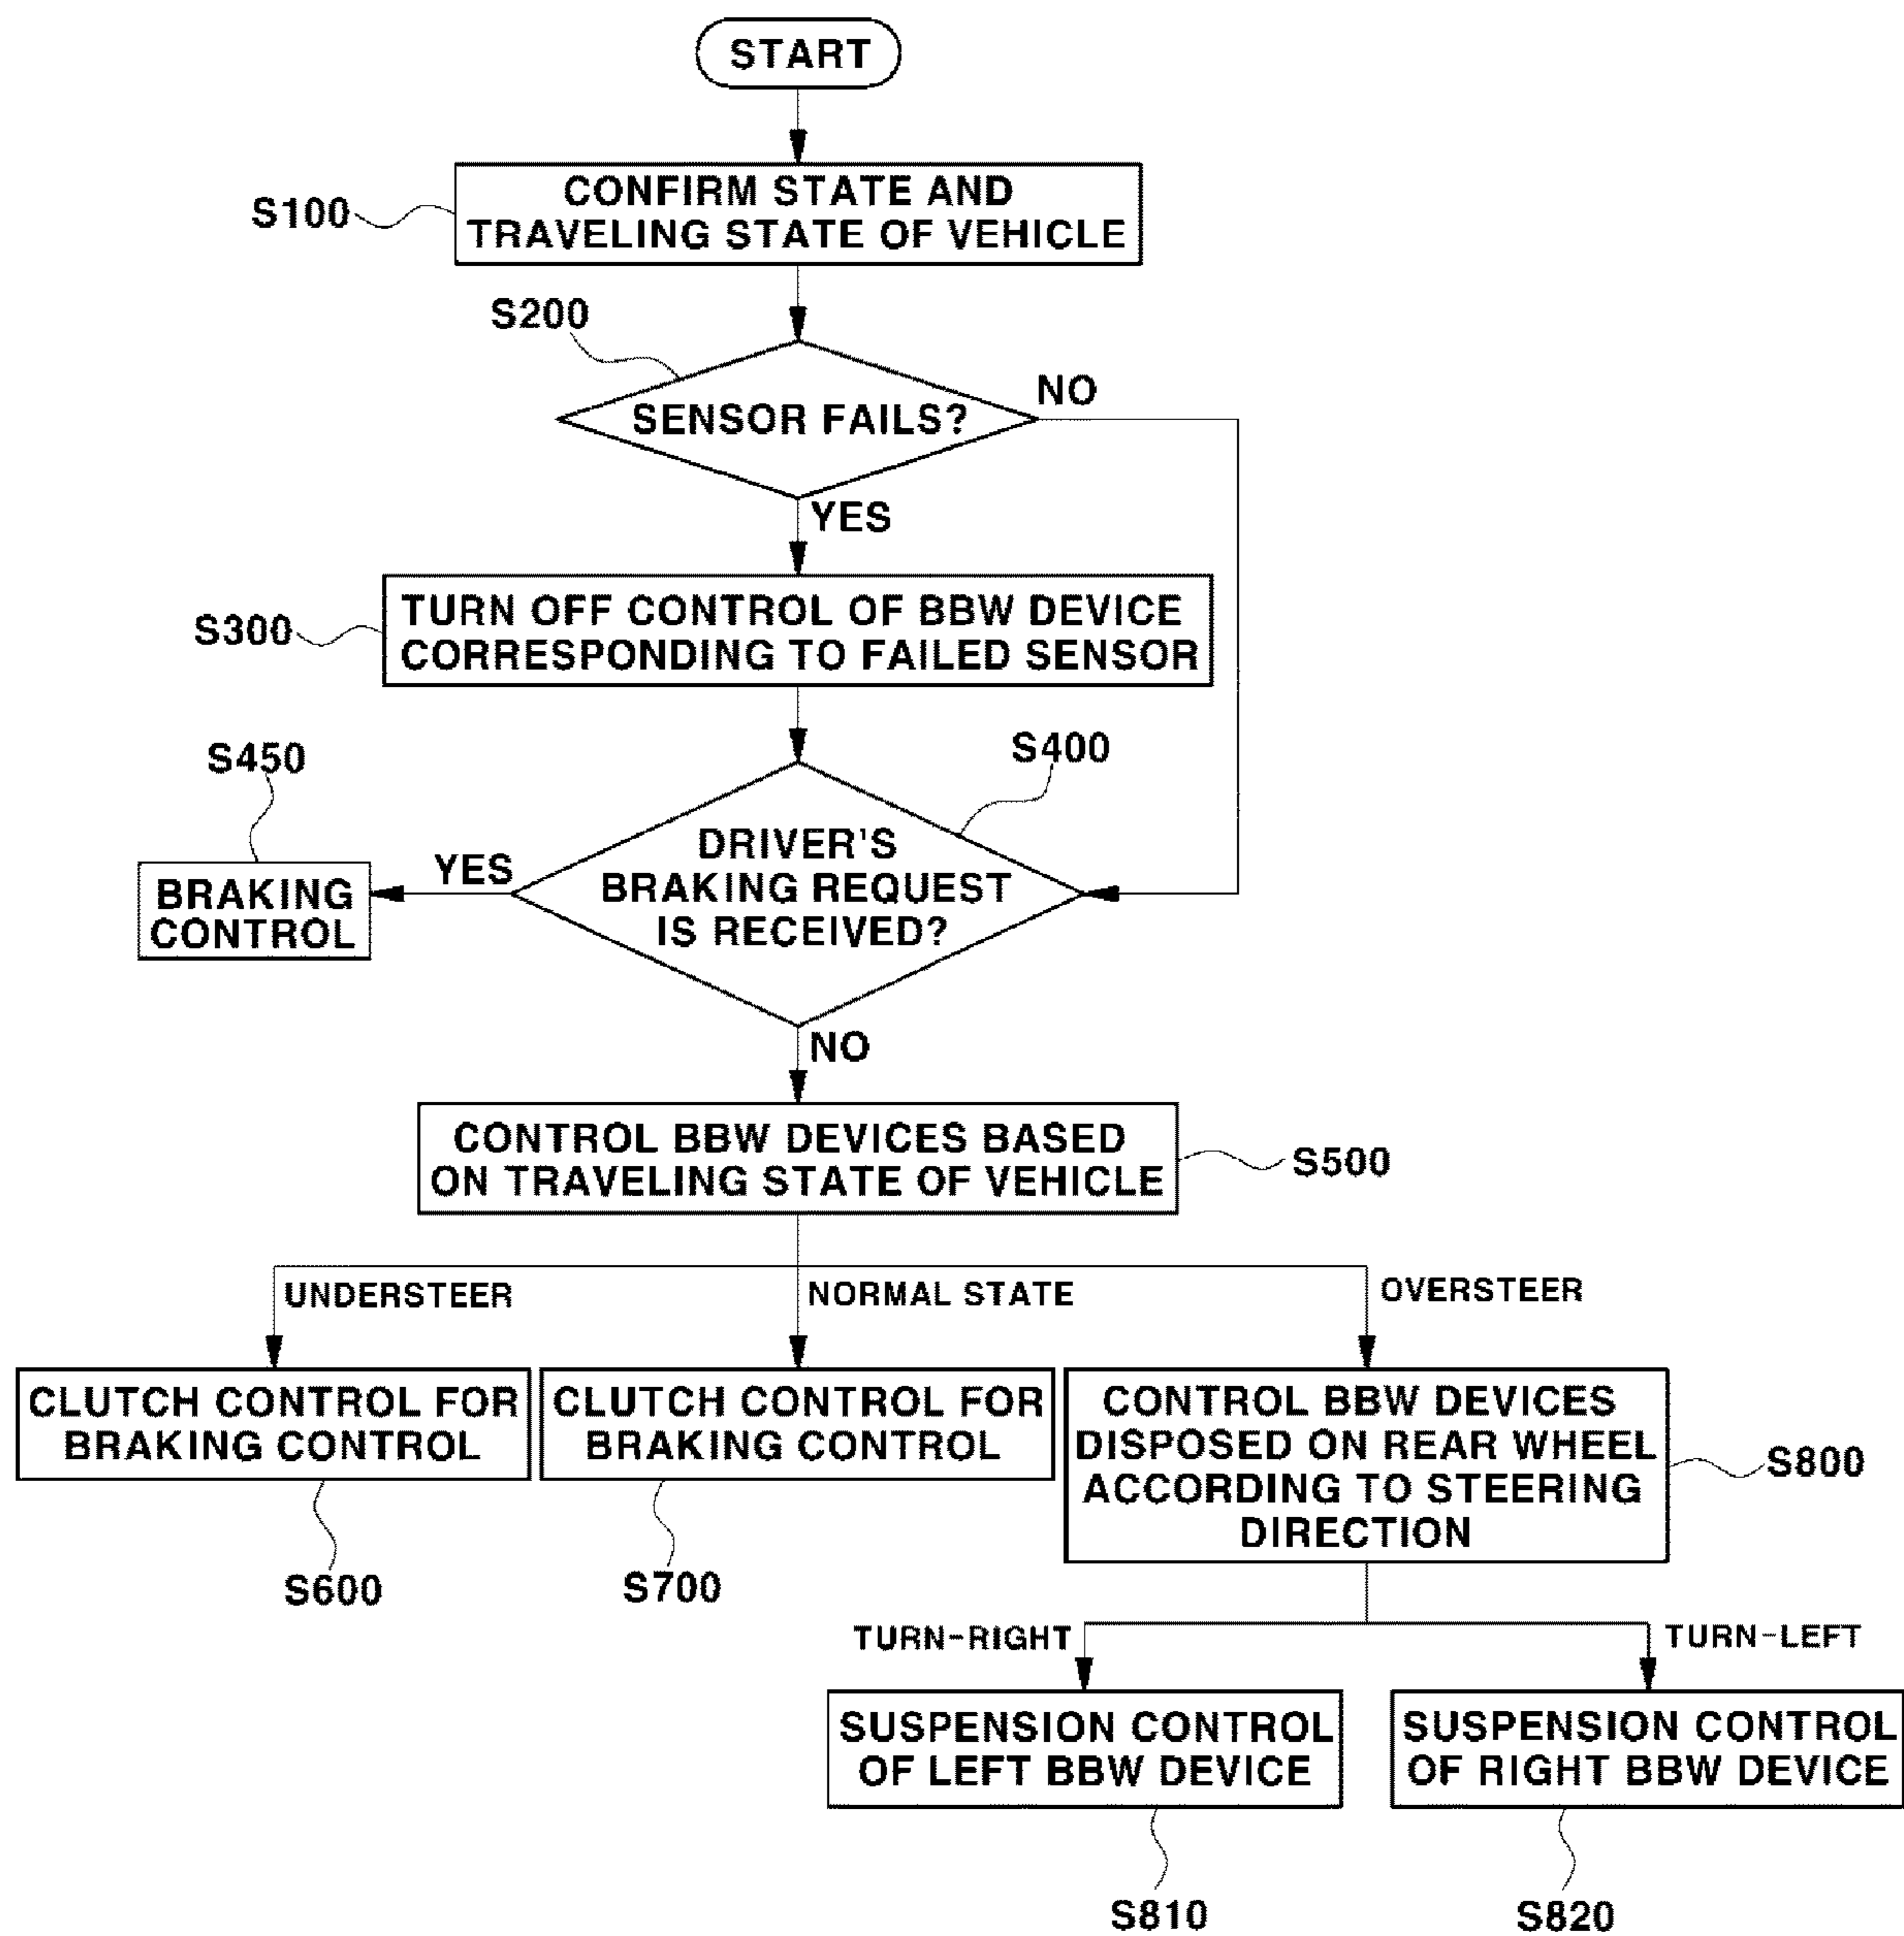 START
CONFIRM STATE AND
TRAVELING STATE OF VEHICLE
S100
S200
SENSOR FAILS?
NO
YES
TURN OFF CONTROL OF BBW DEVICE
CORRESPONDING TO FAILED SENSOR
S300
S450
S400
DRIVER'S
BRAKING REQUEST
IS RECEIVED?
YES
BRAKING
CONTROL
NO
CONTROL BBW DEVICES BASED
ON TRAVELING STATE OF VEHICLE
S500
UNDERSTEER
NORMAL STATE
OVERSTEER
CLUTCH CONTROL FOR
BRAKING CONTROL
CLUTCH CONTROL FOR
BRAKING CONTROL
CONTROL BBW DEVICES
DISPOSED ON REAR WHEEL
ACCORDING TO STEERING
DIRECTION
S800
S600
S700
TURN-RIGHT
TURN-LEFT
SUSPENSION CONTROL
OF LEFT BBW DEVICE
SUSPENSION CONTROL
OF RIGHT BBW DEVICE
S810
S820